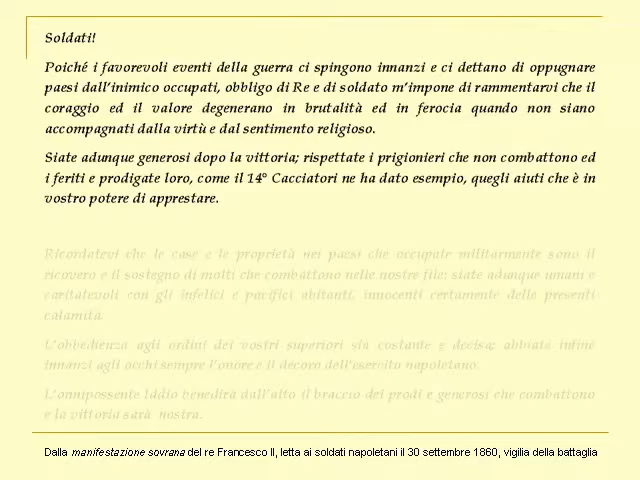 Soldati!
Poiché i favorevoli eventi della guerra ci spingono innanzi e ci dettano di oppugnare
paesi dall'inimico occupati, obbligo di Re e di soldato m'impone di rammentarvi che il
coraggio ed il valore degenerano in brutalità ed in ferocia quando non siano
accompagnati dalla virtù e dal sentimento religioso.
Siate adunque generosi dopo la vittoria; rispettate i prigionieri che non combattono ed
i feriti e prodigate loro, come il 14° Cacciatori ne ha dato esempio, quegli aiuti che è in
vostro potere di apprestare.
Ricordatevi che le case e le proprietà nei paesi che occupate militarmente sono il
ricovero e il sostegno di molti che combattono nelle nostre file: siate adunque umani e
caritatevoli con gli infelici e pacifici abitanti, innocenti certamente delle presenti
calamità.
L'obbedienza agli ordini dei vostri superiori sia costante e decisa; abbiate infine
innanzi agli occhi sempre l'onore e il decoro dell'esercito napoletano.
L'onnipossente Iddio benedirà dall'alto il braccio dei prodi e generosi che combattono
e la vittoria sarà nostra.
Dalla manifestazione sovrana del re Francesco II, letta ai soldati napoletani il 30 settembre 1860, vigilia della battaglia